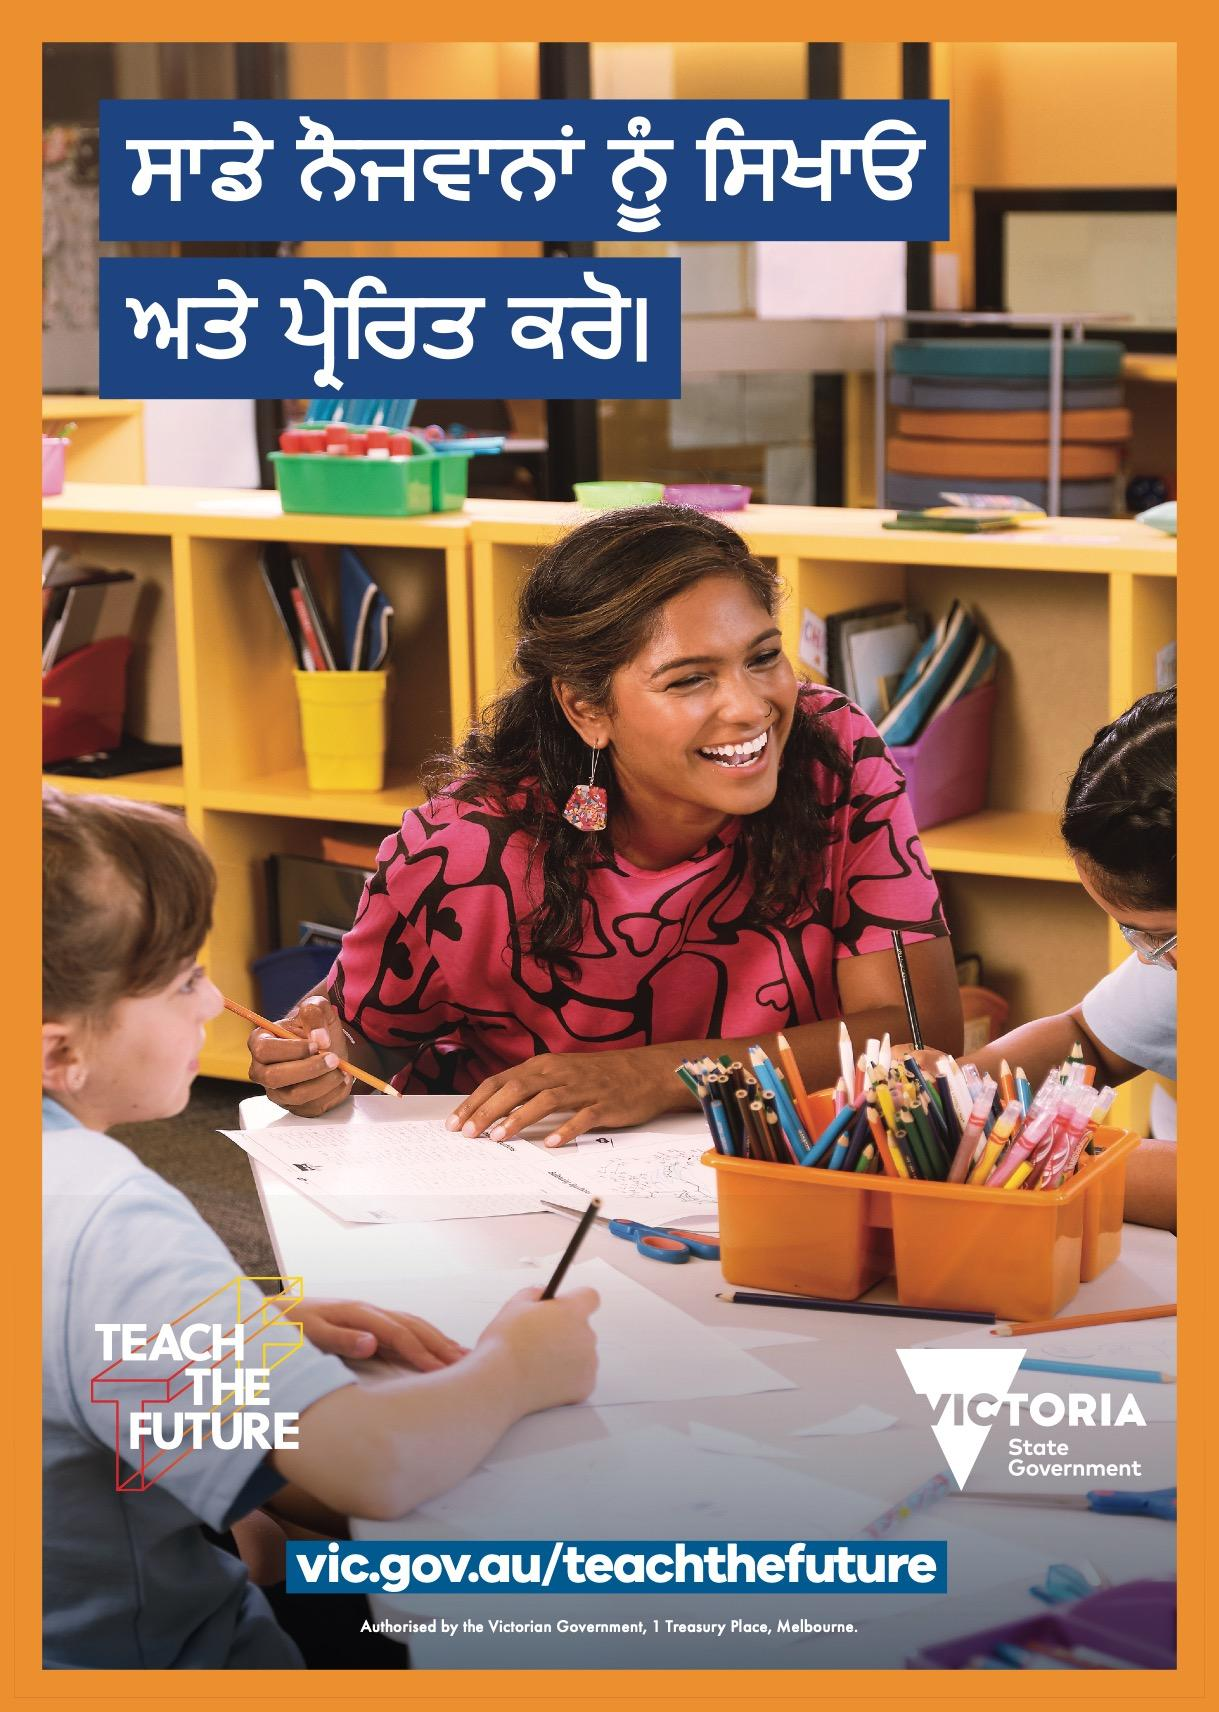 ਸਾਡੇ ਨੌਜਵਾਨਾਂ ਨੂੰ ਸਿਖਾਓ
ਅਤੇ ਪ੍ਰੇਰਿਤ ਕਰੋ।
TEACH
THE
FUTURE
VICTORIA
State
Government
vic.gov.au/teachthefuture
Authorised by the Victorian Government, 1 Treasury Place, Melbourne.